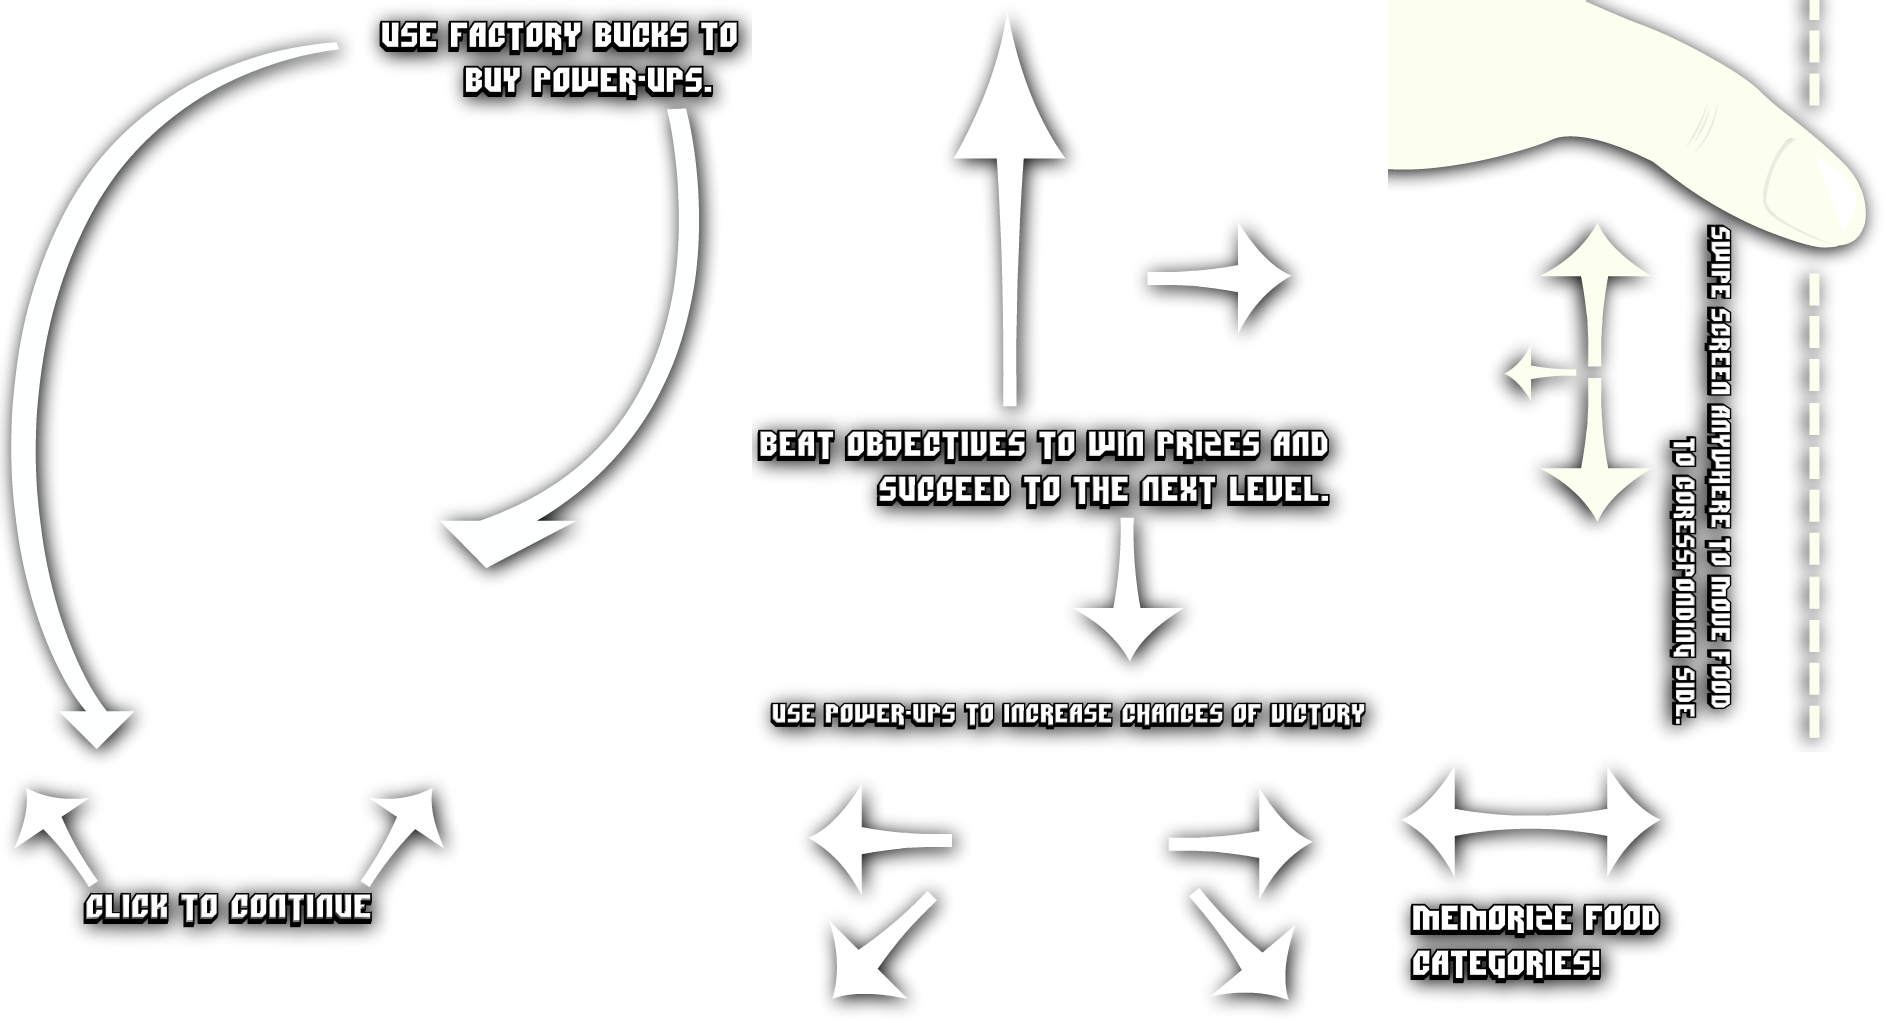 USE FACTORY BUCKS TO
BUY POWER-UPS.
BEAT OBJECTIVES TO WIN PRIZES AND
SUCCEED TO THE NEXT LEVEL.
USE POWER-UPS TO INCREASE CHANCES OF VICTORY
SWIPE SCREEN ANYWHERE TO MOVE FOOD
TO CORESSPONDING SIDE.
CLICK TO CONTINUE
MEMORIZE FOOD
CATEGORIES!